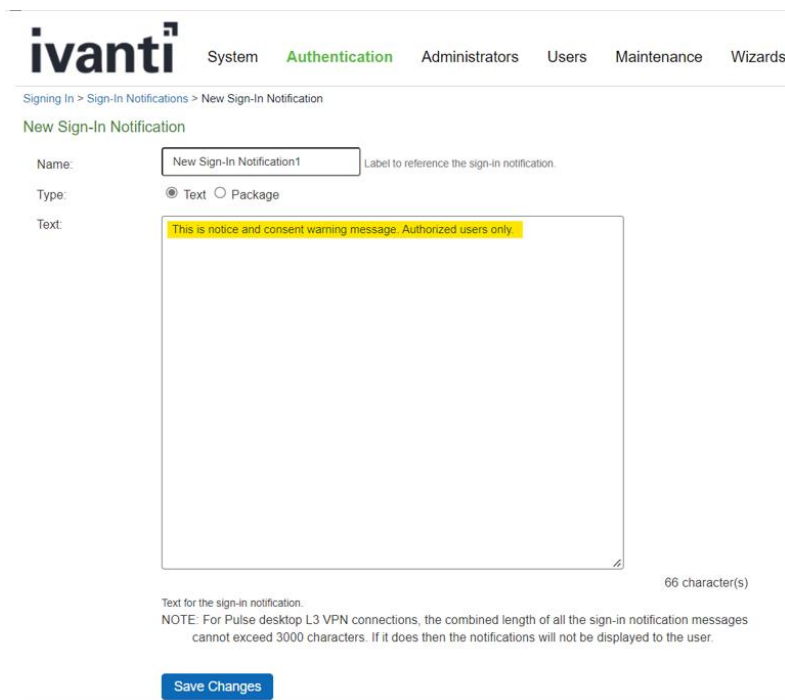 ivanti System Authentication Administrators Users Maintenance Wizards
Signing In > Sign-In Notifications > New Sign-In Notification
New Sign-In Notification
Name: New Sign-In Notification1 Label to reference the sign-in notification.
Type: Text Package
Text: This is notice and consent warning message. Authorized users only.
66 character(s)
Text for the sign-in notification.
NOTE: For Pulse desktop L3 VPN connections, the combined length of all the sign-in notification messages
cannot exceed 3000 characters. If it does then the notifications will not be displayed to the user.
Save Changes